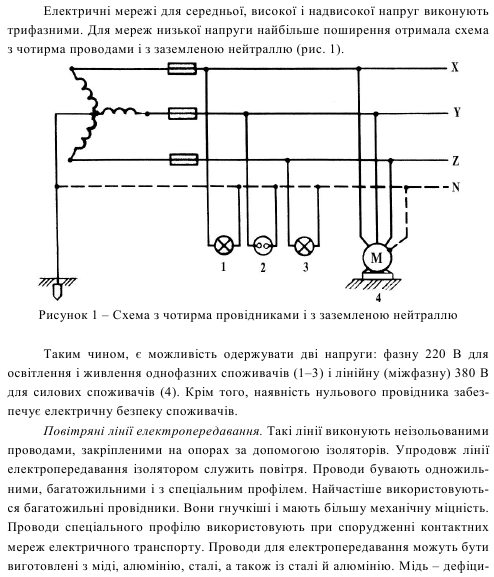 Електричні мережі для середньої, високої і надвисокої напруг виконують
трифазними. Для мереж низької напруги найбільше поширення отримала схема
з чотирма проводами і з заземленою нейтраллю (рис. 1).
X
Y
Z
N
M
1 2 3
4
Рисунок 1 – Схема з чотирма провідниками і з заземленою нейтраллю
Таким чином, є можливість одержувати дві напруги: фазну 220 В для
освітлення і живлення однофазних споживачів (1–3) і лінійну (міжфазну) 380 В
для силових споживачів (4). Крім того, наявність нульового провідника забез-
печує електричну безпеку споживачів.
Повітряні лінії електропередавання. Такі лінії виконують неізольованими
проводами, закріпленими на опорах за допомогою ізоляторів. Упродовж лінії
електропередавання ізолятором служить повітря. Проводи бувають одножиль-
ними, багатожильними і з спеціальним профілем. Найчастіше використовують-
ся багатожильні провідники. Вони гнучкіші і мають більшу механічну міцність.
Проводи спеціального профілю використовують при спорудженні контактних
мереж електричного транспорту. Проводи для електропередавання можуть бути
виготовлені з міді, алюмінію, сталі, а також із сталі й алюмінію. Мідь – дефіци-